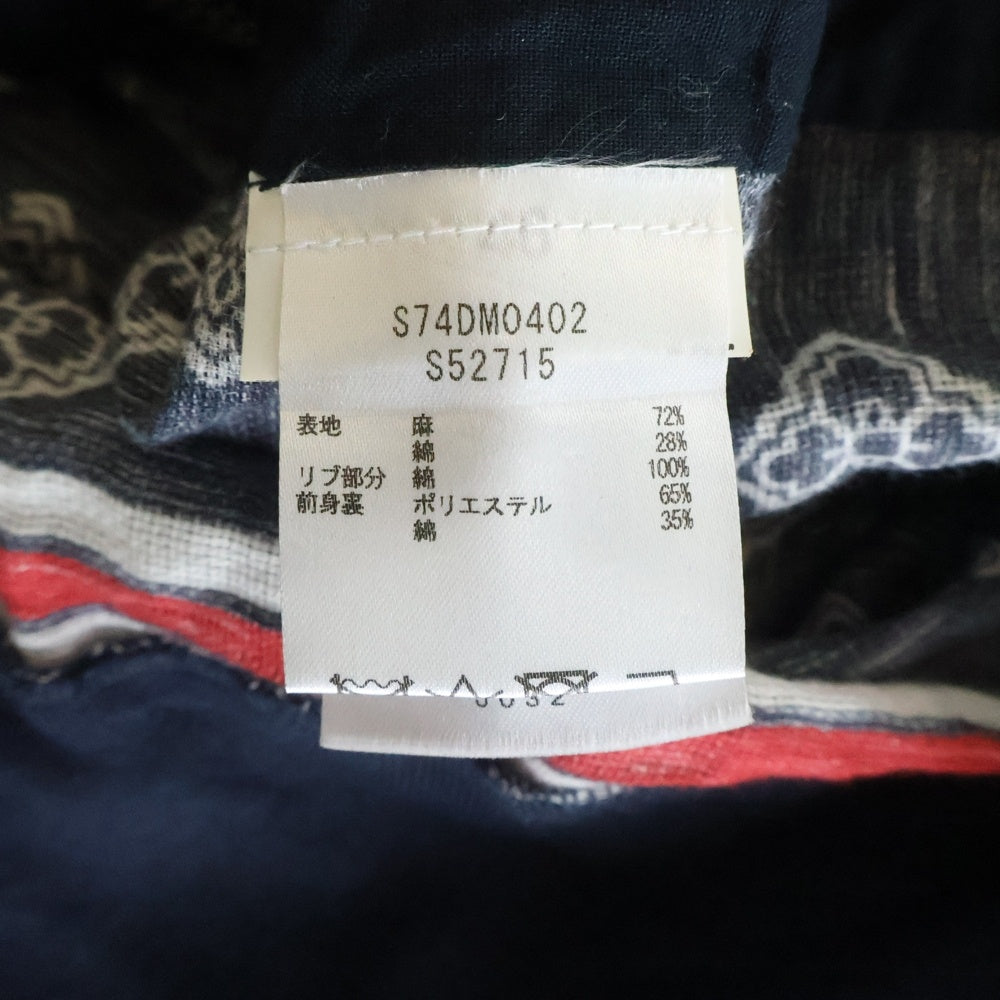 S74DM0402
S52715
表地 麻 72%
綿 28%
リブ部分 綿 100%
前身裏 ポリエステル 65%
綿 35%